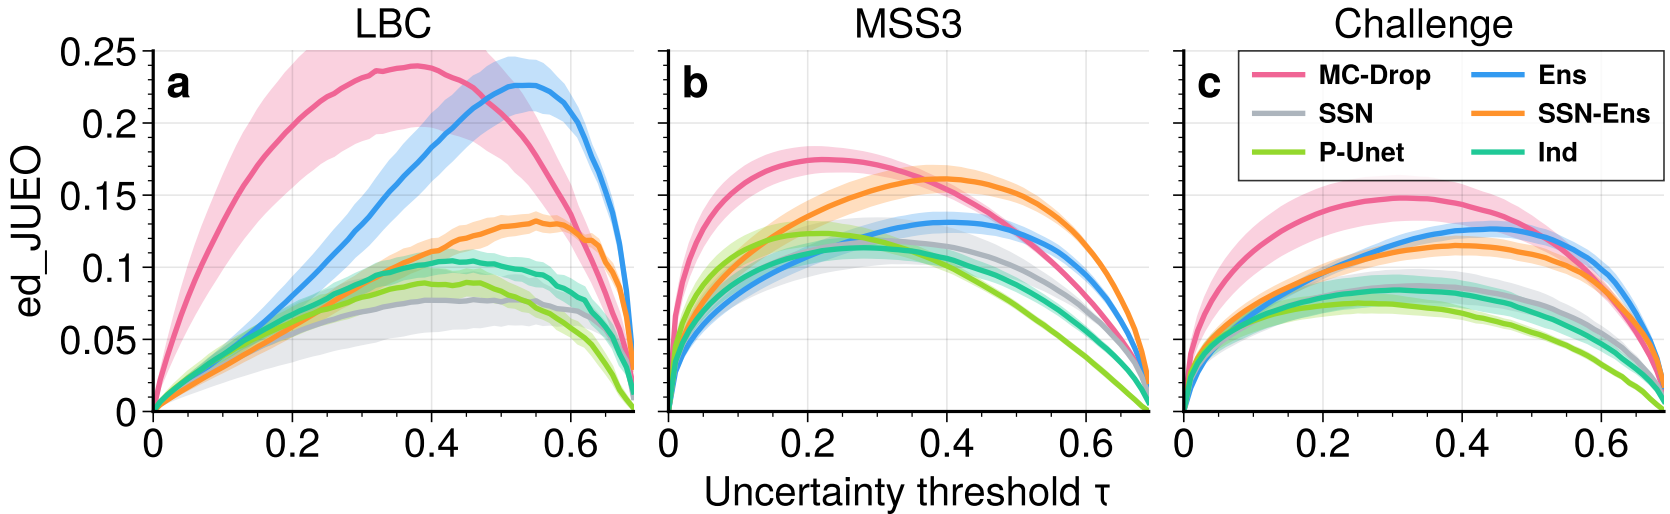 LBC MSS3 Challenge
a b c
MC-Drop Ens
SSN SSN-Ens
P-Unet Ind
ed_JUEO
0.25
0.2
0.15
0.1
0.05
0
0 0.2 0.4 0.6 0 0.2 0.4 0.6 0 0.2 0.4 0.6
Uncertainty threshold τ